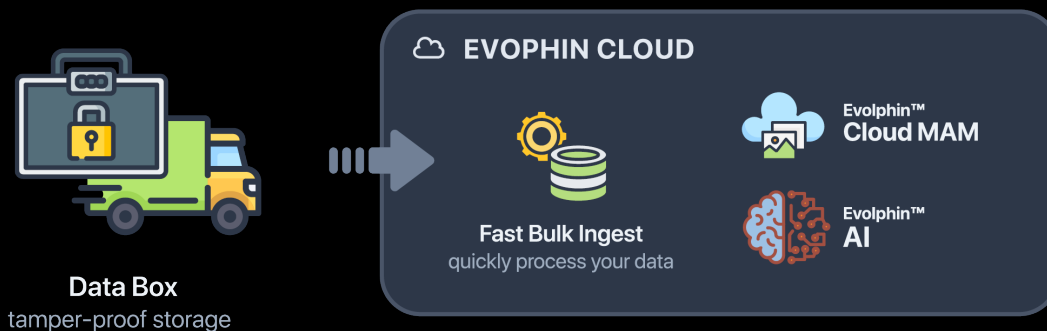 Data Box
tamper-proof storage
EVOPHIN CLOUD
Fast Bulk Ingest
quickly process your data
Evolphin™
Cloud MAM
Evolphin™
AI